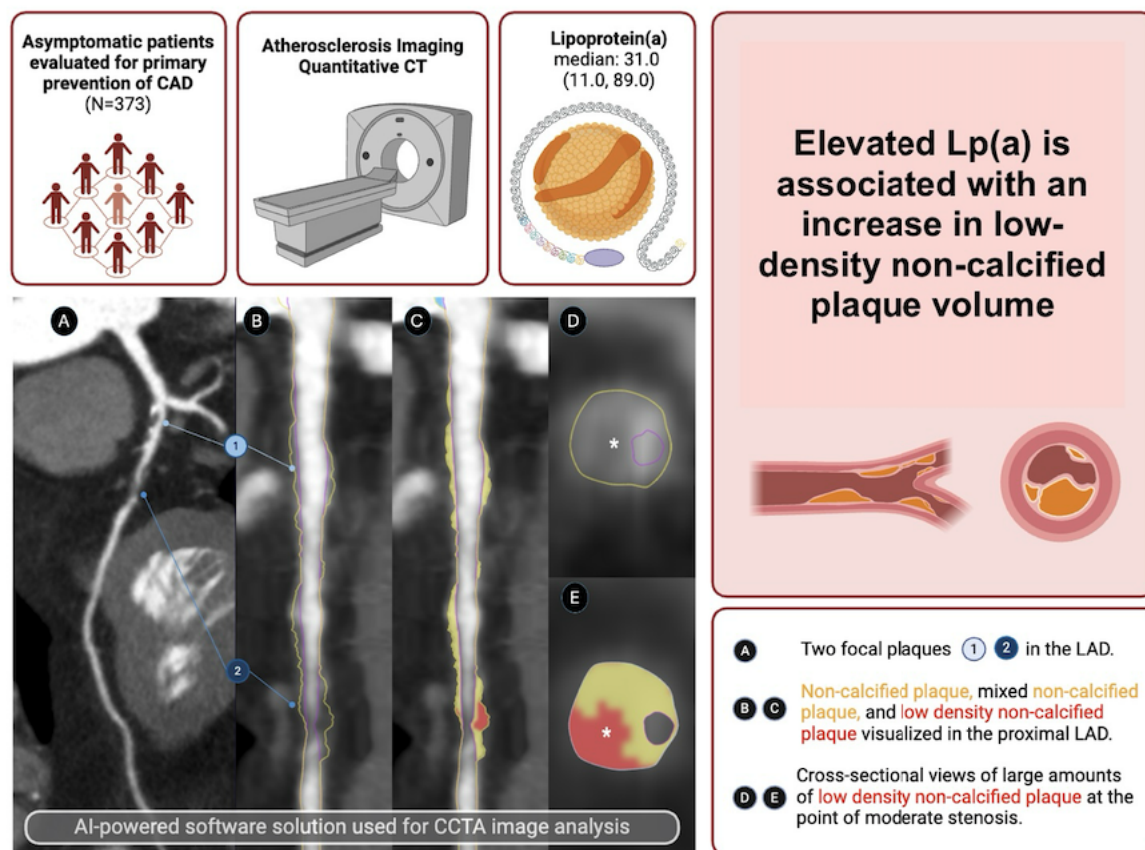 Asymptomatic patients
evaluated for primary
prevention of CAD
(N=373)
Atherosclerosis Imaging
Quantitative CT
Lipoprotein(a)
median: 31.0
(11.0, 89.0)
Elevated Lp(a) is
associated with an
increase in low-
density non-calcified
plaque volume
A
B
C
D
1
2
E
*
*
AI-powered software solution used for CCTA image analysis
A Two focal plaques 1 2 in the LAD.
Non-calcified plaque, mixed non-calcified
B C plaque, and low density non-calcified
plaque visualized in the proximal LAD.
Cross-sectional views of large amounts
D E of low density non-calcified plaque at the
point of moderate stenosis.